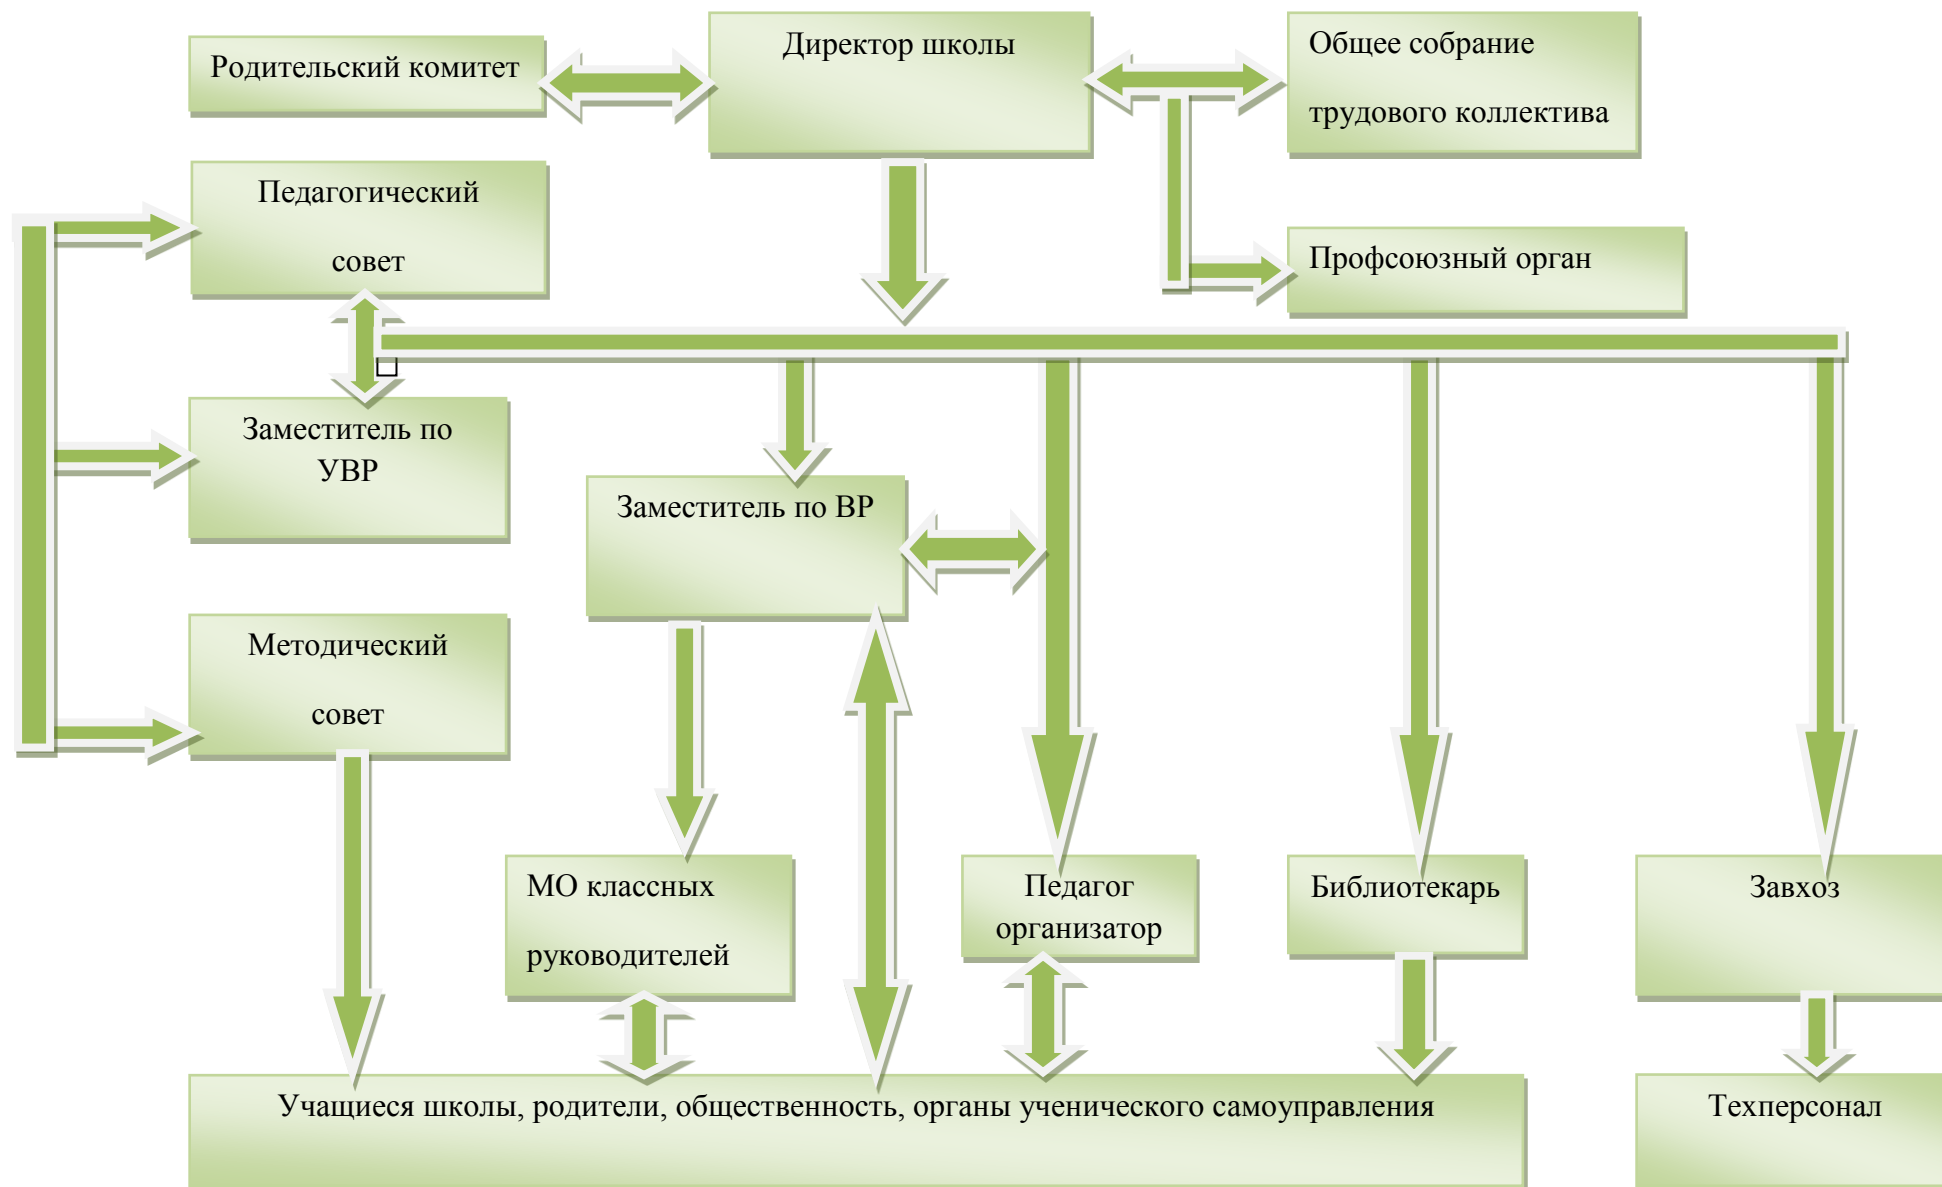 Родительский комитет
Директор школы
Общее собрание
трудового коллектива
Педагогический
совет
Профсоюзный орган
Заместитель по
УВР
Заместитель по ВР
Методический
совет
МО классных
руководителей
Педагог
организатор
Библиотекарь
Завхоз
Учащиеся школы, родители, общественность, органы ученического самоуправления
Техперсонал